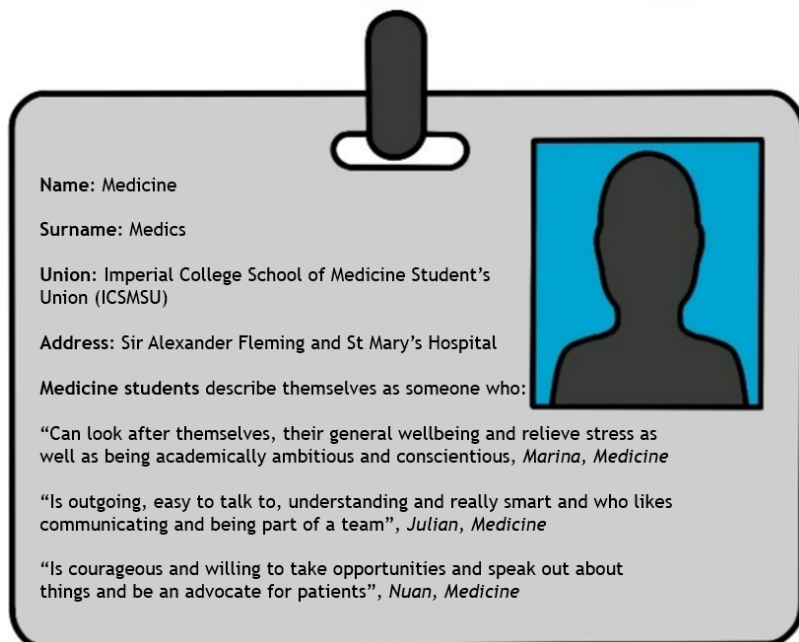 Name: Medicine
Surname: Medics
Union: Imperial College School of Medicine Student’s
Union (ICSMSU)
Address: Sir Alexander Fleming and St Mary’s Hospital
Medicine students describe themselves as someone who:
“Can look after themselves, their general wellbeing and relieve stress as
well as being academically ambitious and conscientious, Marina, Medicine
“Is outgoing, easy to talk to, understanding and really smart and who likes
communicating and being part of a team”, Julian, Medicine
“Is courageous and willing to take opportunities and speak out about
things and be an advocate for patients”, Nuan, Medicine